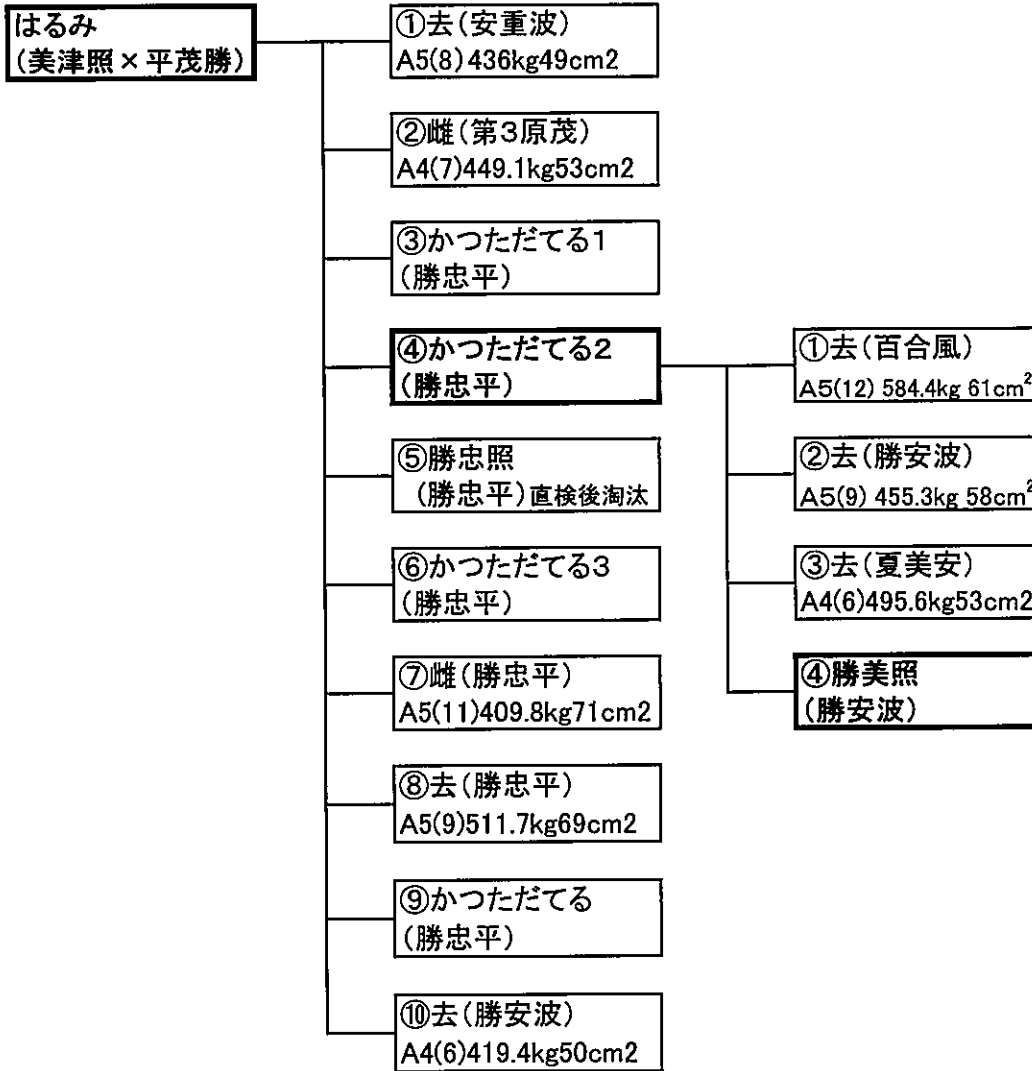 はるみ
(美津照×平茂勝)
①去(安重波)
A5(8)436kg49cm2
②雌(第3原茂)
A4(7)449.1kg53cm2
③かつただてる1
(勝忠平)
④かつただてる2
(勝忠平)
⑤勝忠照
(勝忠平)直検後淘汰
⑥かつただてる3
(勝忠平)
⑦雌(勝忠平)
A5(11)409.8kg71cm2
⑧去(勝忠平)
A5(9)511.7kg69cm2
⑨かつただてる
(勝忠平)
⑩去(勝安波)
A4(6)419.4kg50cm2
①去(百合風)
A5(12) 584.4kg 61cm²
②去(勝安波)
A5(9) 455.3kg 58cm²
③去(夏美安)
A4(6)495.6kg53cm2
④勝美照
(勝安波)